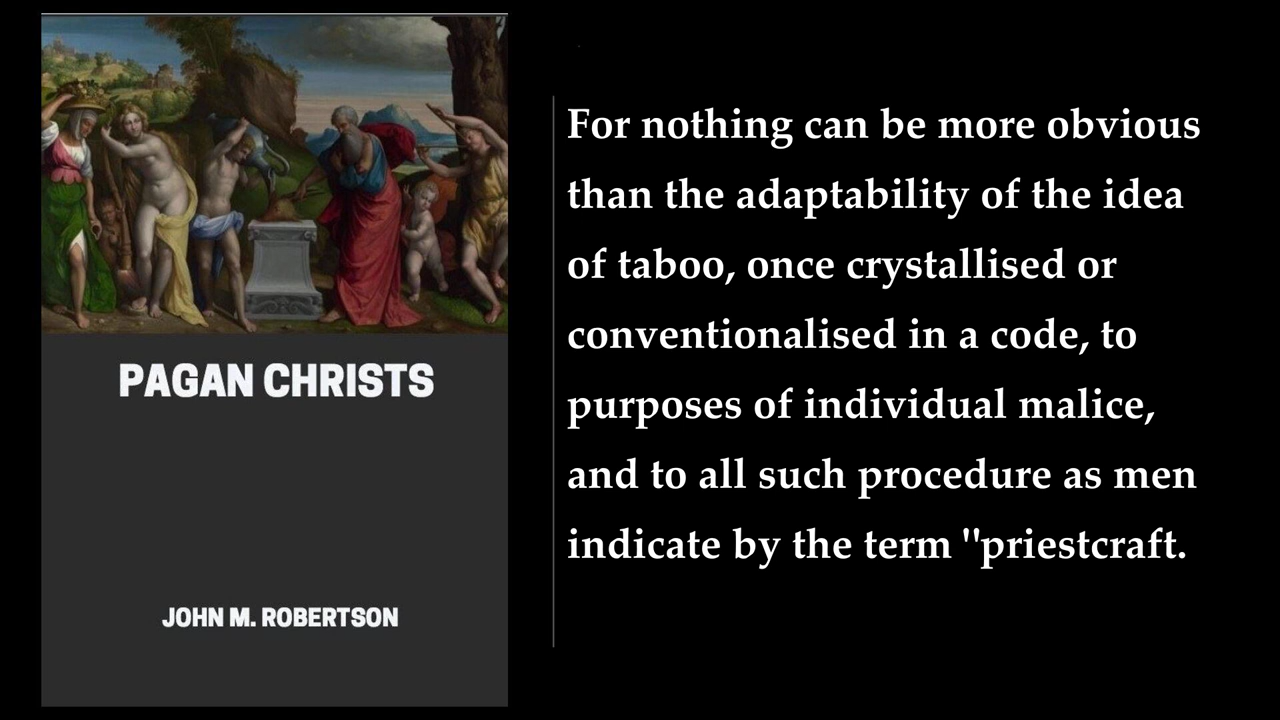 PAGAN CHRISTS
JOHN M. ROBERTSON
For nothing can be more obvious
than the adaptability of the idea
of taboo, once crystallised or
conventionalised in a code, to
purposes of individual malice,
and to all such procedure as men
indicate by the term "priestcraft.